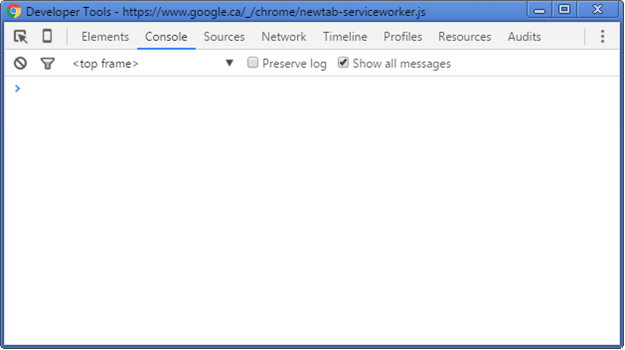 Developer Tools - https://www.google.ca/_/chrome/newtab-serviceworker.js
Elements Console Sources Network Timeline Profiles Resources Audits
<top frame> Preserve log Show all messages